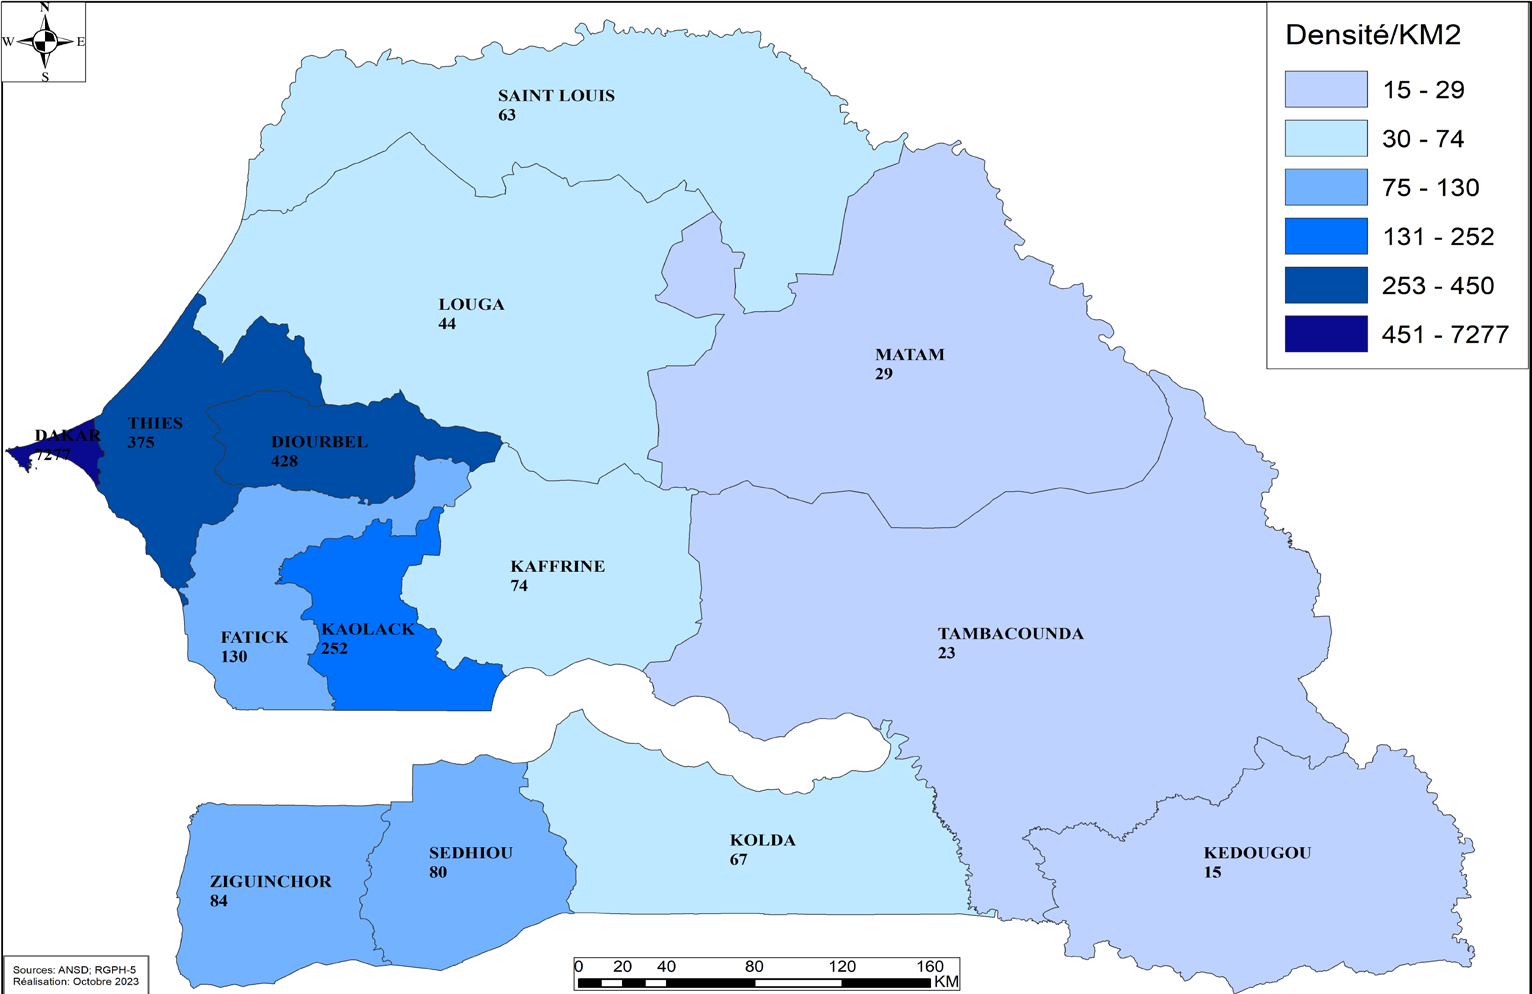 N
W E
S
Densité/KM2
15 - 29
30 - 74
75 - 130
131 - 252
253 - 450
451 - 7277
SAINT LOUIS
63
LOUGA
44
MATAM
29
THIES
375
DAKAR
7277
DIOURBEL
428
KAFFRINE
74
FATICK
130
KAOLACK
252
TAMBACOUNDA
23
KOLDA
67
SEDHIOU
80
KEDOUGOU
15
ZIGUINCHOR
84
Sources: ANSD; RGPH-5
Réalisation: Octobre 2023
0 20 40 80 120 160
KM